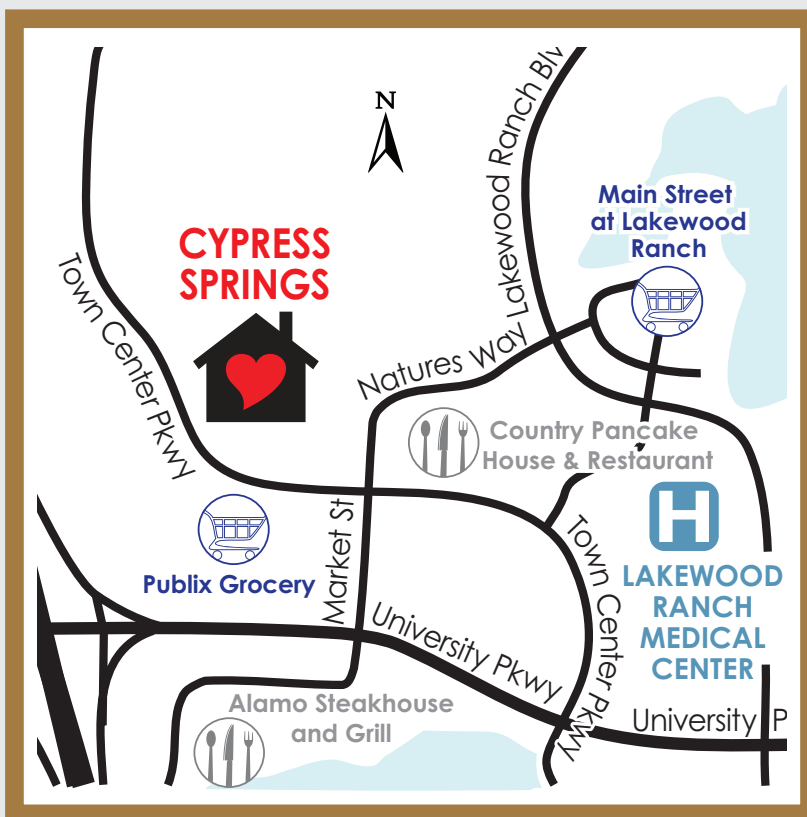 N
Lakewood Ranch Blv
Main Street
at Lakewood
Ranch
CYPRESS
SPRINGS
Town Center Pkwy
Natures Way
Country Pancake
House & Restaurant
H
Market St
Publix Grocery
Town Center Pkwy
LAKEWOOD
RANCH
MEDICAL
CENTER
University Pkwy
Alamo Steakhouse
and Grill
University P